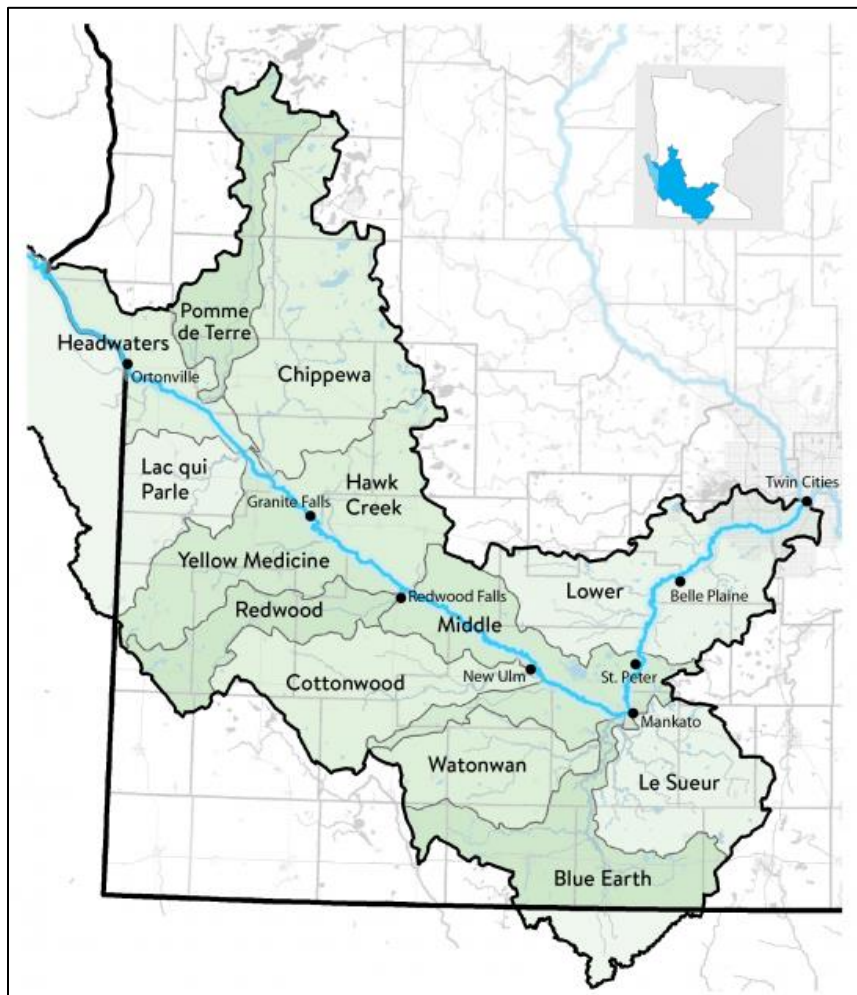 Pomme
de Terre
Headwaters
Ortonville
Chippewa
Lac qui
Parle
Hawk
Creek
Granite Falls
Twin Cities
Yellow Medicine
Lower
Belle Plaine
Redwood
Redwood Falls
Middle
New Ulm
St. Peter
Cottonwood
Mankato
Watonwan
Le Sueur
Blue Earth